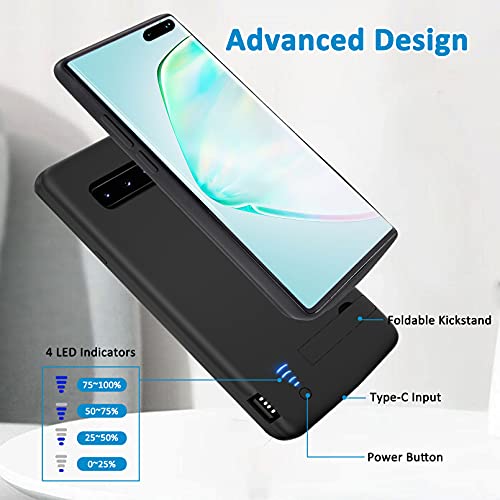 Advanced Design
Foldable Kickstand
4 LED Indicators
75~100%
50~75%
25~50%
0~25%
Type-C Input
Power Button